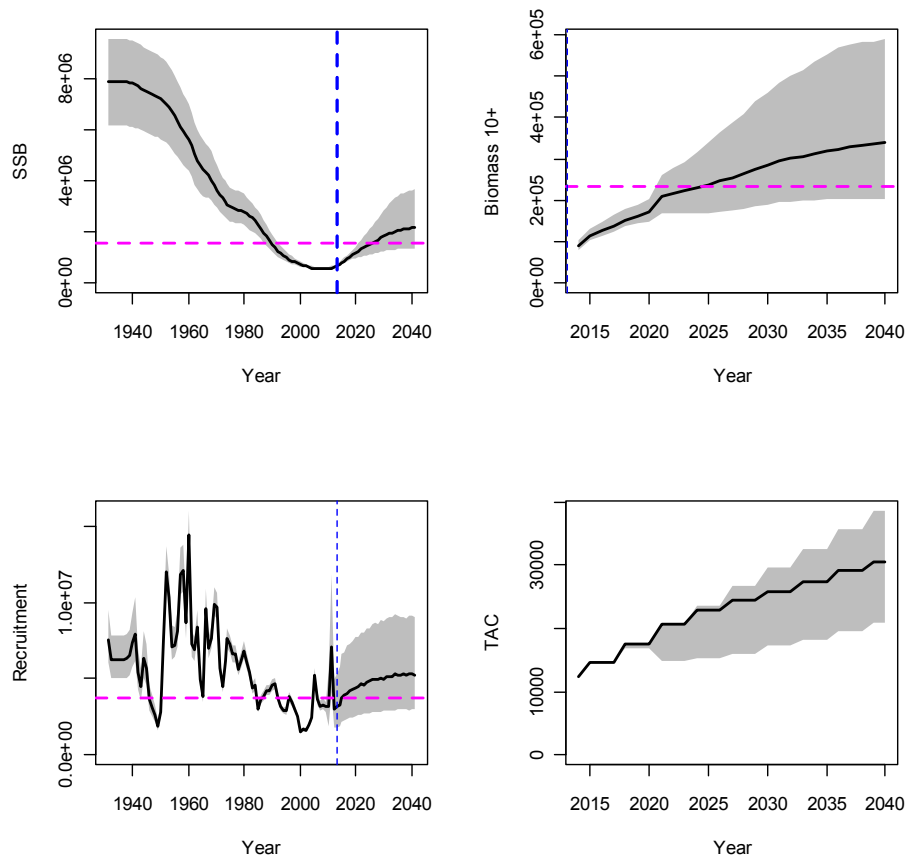 SSB
0e+00
4e+06
8e+06
1940
1960
1980
2000
2020
2040
Year
Biomass 10+
0e+00
2e+05
4e+05
6e+05
2015
2020
2025
2030
2035
2040
Year
Recruitment
0.0e+00
1.0e+07
1940
1960
1980
2000
2020
2040
Year
TAC
0
10000
30000
2015
2020
2025
2030
2035
2040
Year